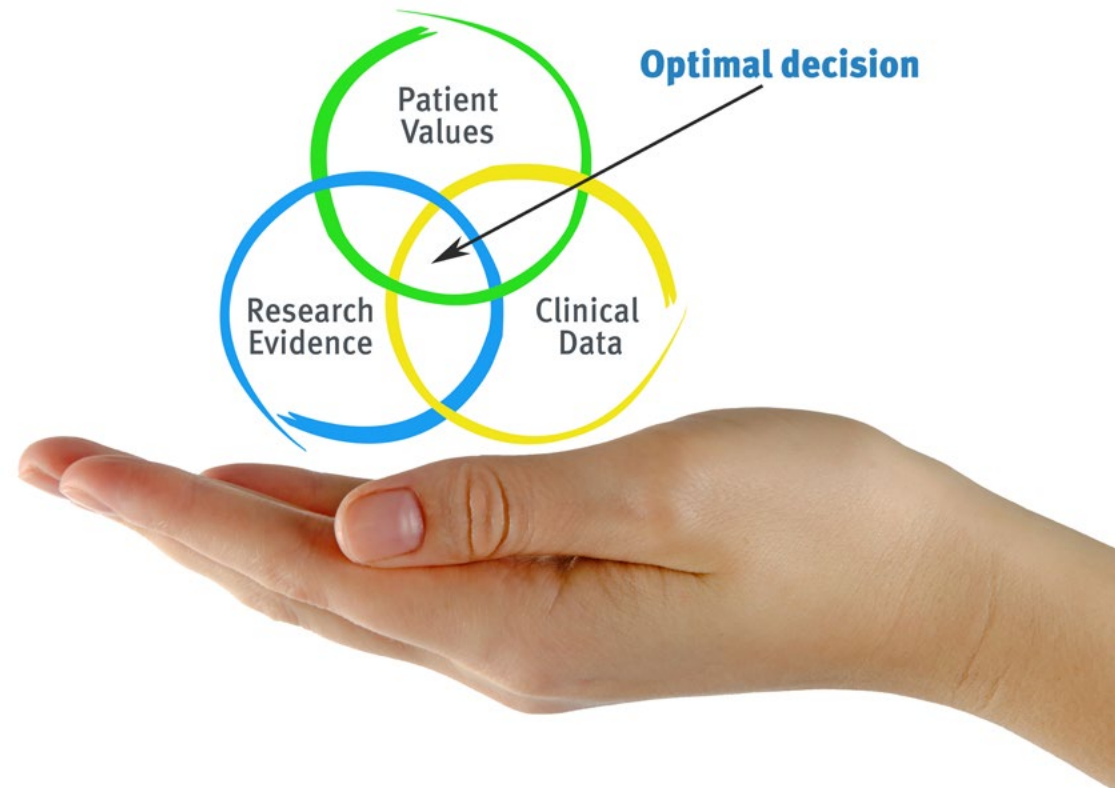 Optimal decision
Patient
Values
Research
Evidence
Clinical
Data